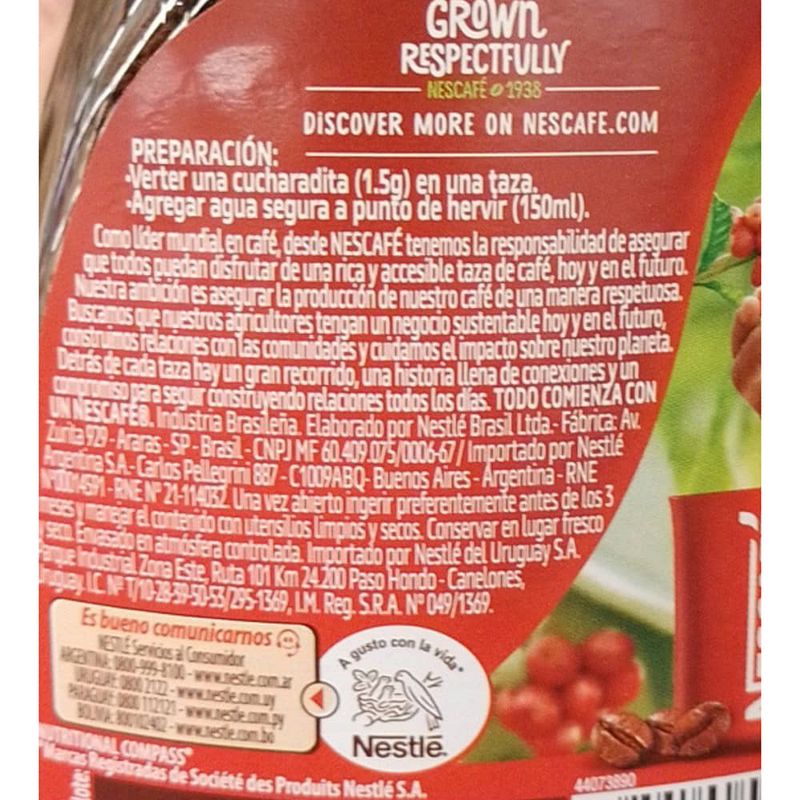 GROWN
RESPECTFULLY
NESCAFÉ 1938
DISCOVER MORE ON NESCAFE.COM
PREPARACIÓN:
-Verter una cucharadita (1.5g) en una taza.
-Agregar agua segura a punto de hervir (150ml).
Como líder mundial en café, desde NESCAFÉ tenemos la responsabilidad de asegurar
que todos puedan disfrutar de una rica y accesible taza de café, hoy y en el futuro.
Nuestra ambición es asegurar la producción de nuestro café de una manera respetuosa.
Buscamos que nuestros agricultores tengan un negocio sustentable hoy y en el futuro,
construimos relaciones con las comunidades y cuidamos el impacto sobre nuestro planeta.
Detrás de cada taza hay un gran recorrido, una historia llena de conexiones y un
compromiso para seguir construyendo relaciones todos los días. TODO COMIENZA CON
UN NESCAFÉ®. Industria Brasileña. Elaborado por Nestlé Brasil Ltda.- Fábrica: Av.
Zurita 929 - Araras - SP - Brasil - CNPJ MF 60.409.075/0006-67 / Importado por Nestlé
Argentina S.A.- Carlos Pellegrini 887 - C1009ABQ- Buenos Aires - Argentina - RNE
- RNE N° 21-114032. Una vez abierto ingerir preferentemente antes de los 3
meses y manejar el contenido con utensilios limpios y secos. Conservar en lugar fresco
y seco. Envasado en atmósfera controlada. Importado por Nestlé del Uruguay S.A.
Parque Industrial Zona Este, Ruta 101 Km 24.200 Paso Hondo - Canelones,
Uruguay. I.C. N° T/10-28-39-50-53/295-1369, I.M. Reg. S.R.A. N° 049/1369.
Es bueno comunicarnos
NESTLÉ Servicios al Consumidor
ARGENTINA: 0800-999-8100 - www.nestle.com.ar
URUGUAY: 0800 2122 - www.nestle.com.uy
PARAGUAY: 0800 112121 - www.nestle.com.py
BOLIVIA: 800102402 - www.nestle.com.bo
A gusto con la vida®
Nestlé®
NUTRITIONAL COMPASS®
Marcas Registradas de Société des Produits Nestlé S.A.
44073890